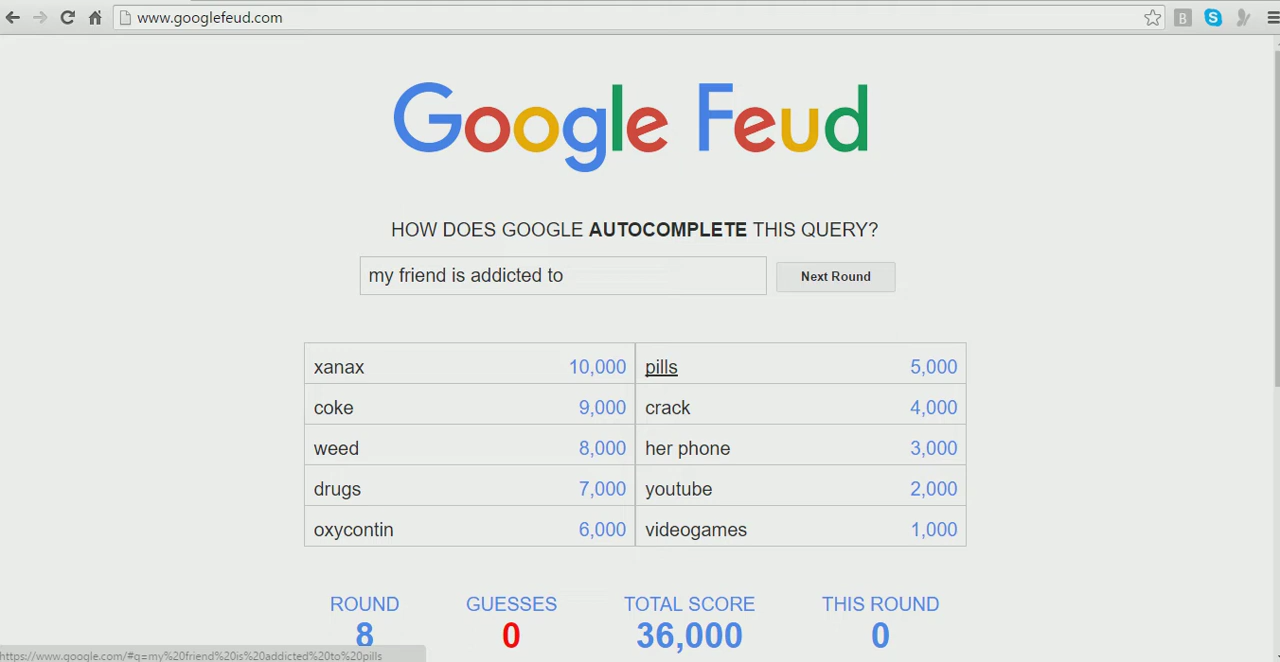 www.googlefeud.com
B S
Google Feud
HOW DOES GOOGLE AUTOCOMPLETE THIS QUERY?
my friend is addicted to Next Round
xanax 10,000 pills 5,000
coke 9,000 crack 4,000
weed 8,000 her phone 3,000
drugs 7,000 youtube 2,000
oxycontin 6,000 videogames 1,000
ROUND GUESSES TOTAL SCORE THIS ROUND
8 0 36,000 0
https://www.google.com/#q=my%20friend%20is%20addicted%20to%20pills